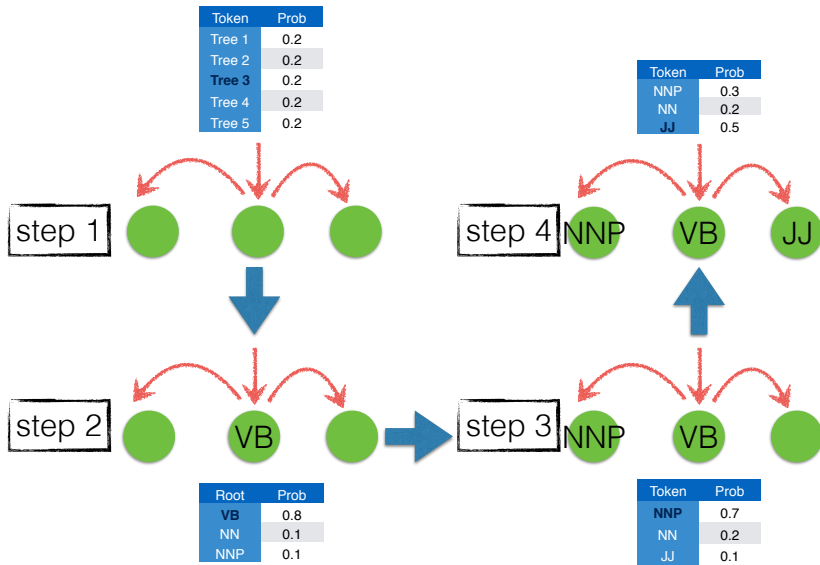 Token Prob
Tree 1 0.2
Tree 2 0.2
Tree 3 0.2
Tree 4 0.2
Tree 5 0.2
step 1
step 2
VB
Root Prob
VB 0.8
NN 0.1
NNP 0.1
step 3
NNP
VB
Token Prob
NNP 0.7
NN 0.2
JJ 0.1
Token Prob
NNP 0.3
NN 0.2
JJ 0.5
step 4
NNP
VB
JJ